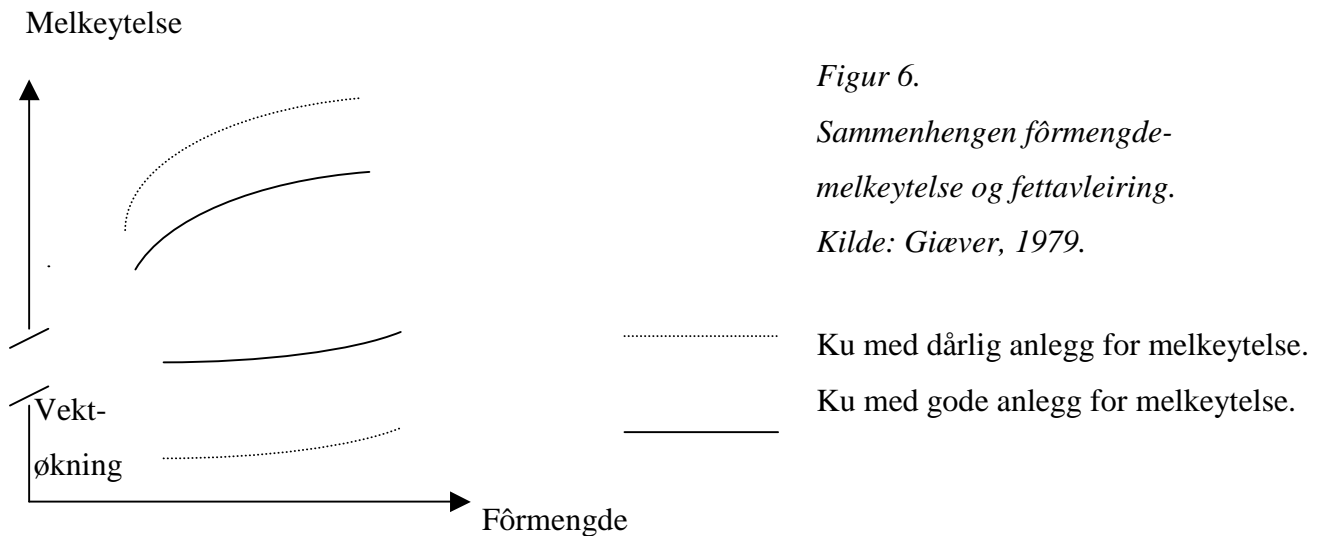 Melkeytelse
Figur 6.
Sammenhengen fôrmengde-
melkeytelse og fettavleiring.
Kilde: Giæver, 1979.
Ku med dårlig anlegg for melkeytelse.
Ku med gode anlegg for melkeytelse.
Vekt-
økning
Fôrmengde